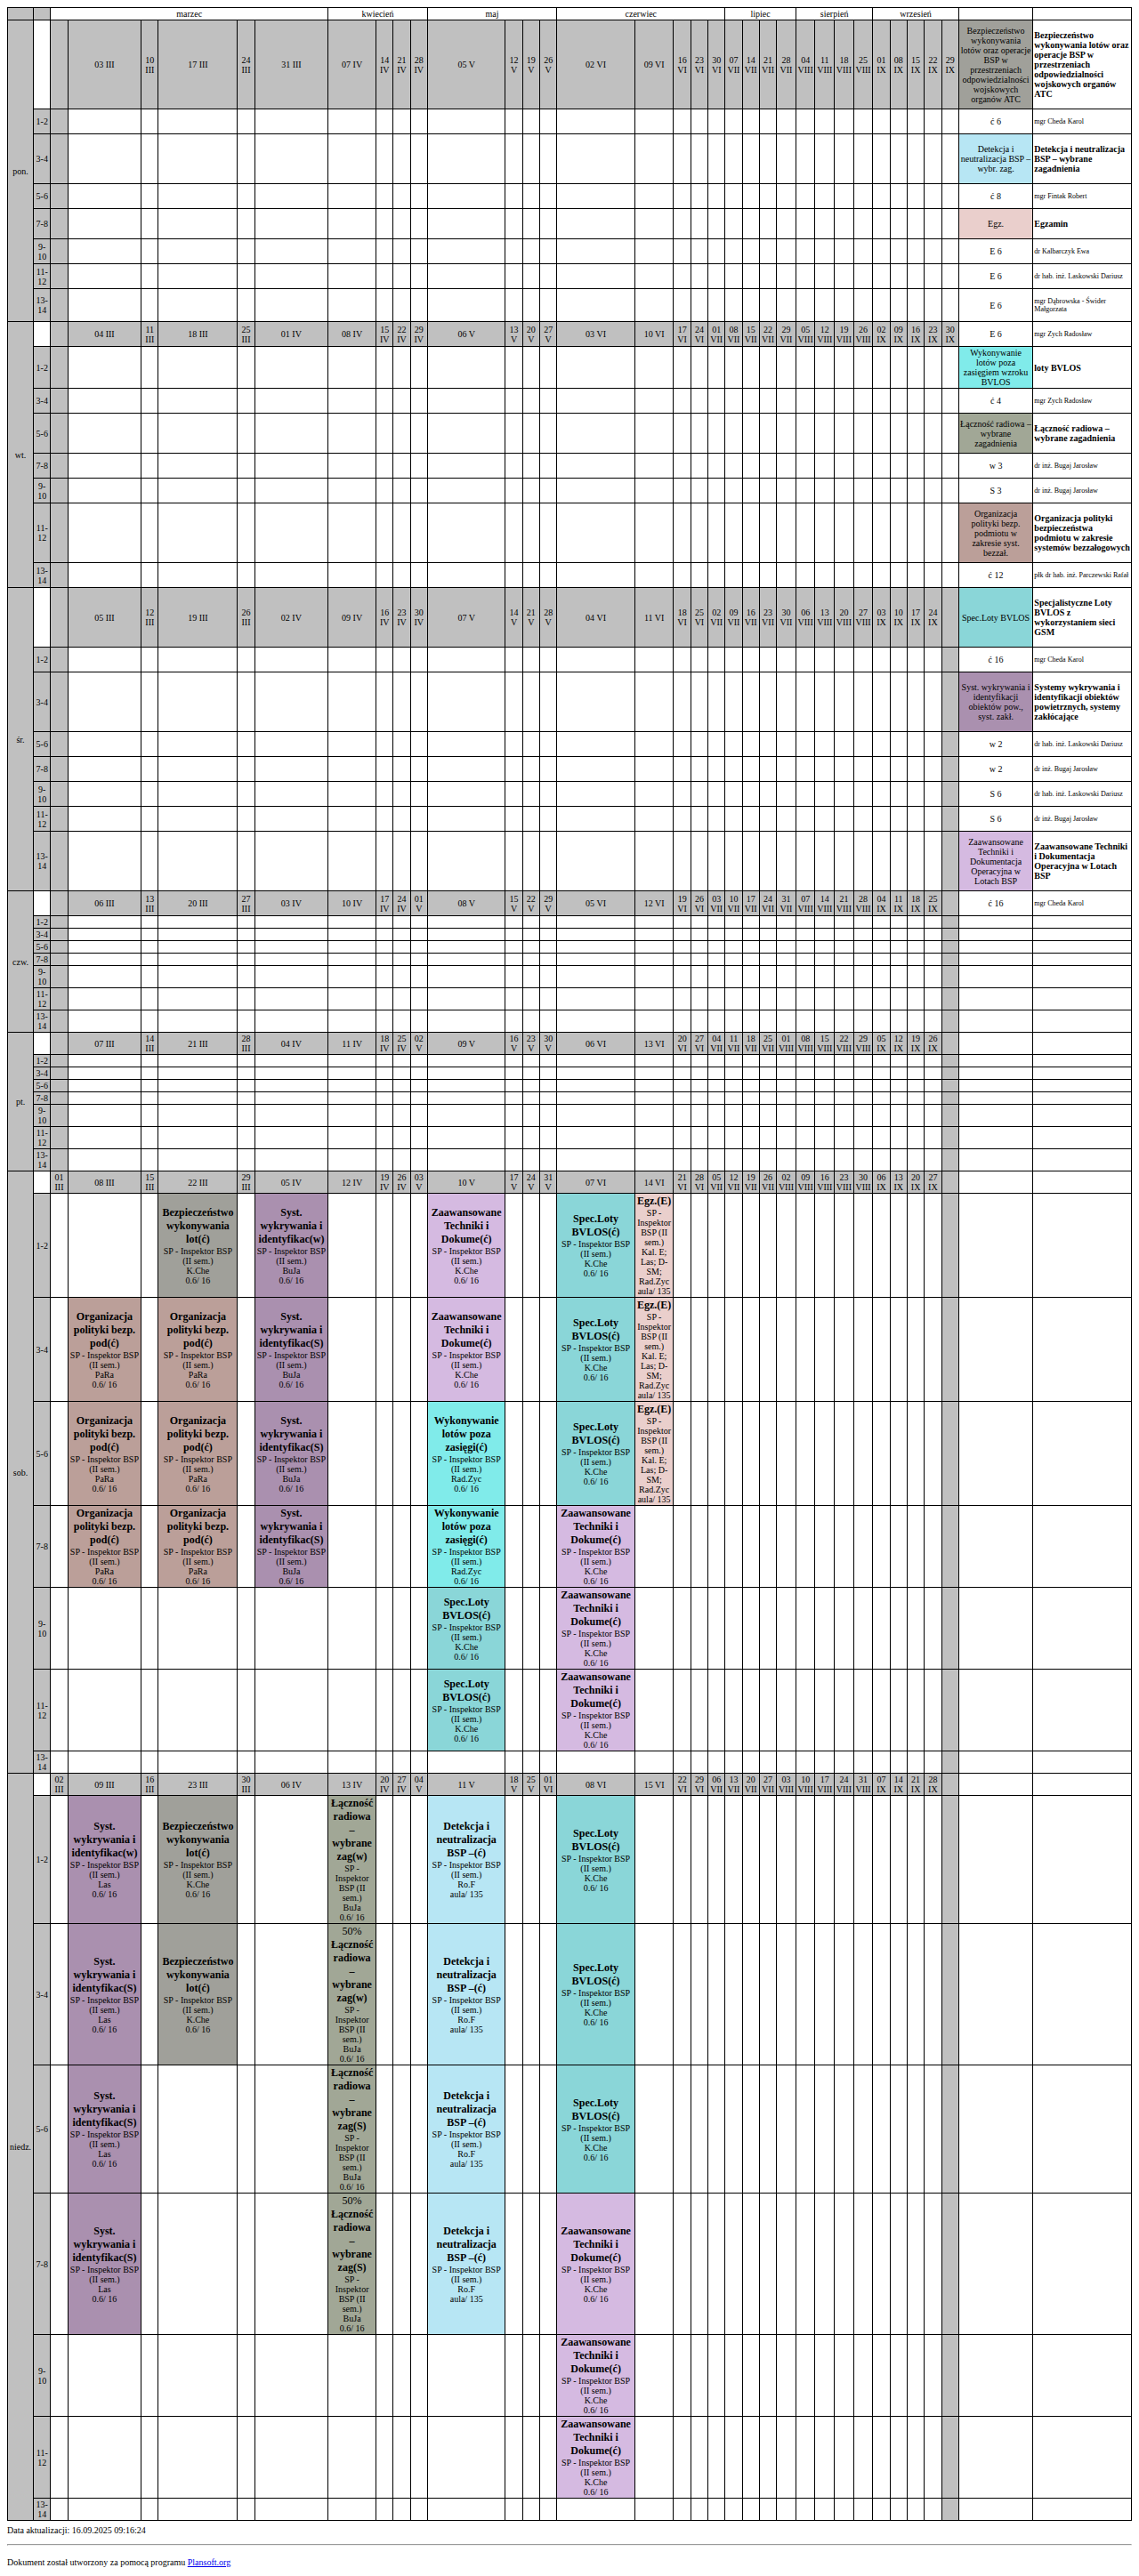 marzec kwiecień maj czerwiec lipiec sierpień wrzesień
pon. 03 III 10 III 17 III 24 III 31 III 07 IV 14 IV 21 IV 28 IV 05 V 12 V 19 V 26 V 02 VI 09 VI 16 VI 23 VI 30 VI 07 VII 14 VII 21 VII 28 VII 04 VIII 11 VIII 18 VIII 25 VIII 01 IX 08 IX 15 IX 22 IX 29 IX Bezpieczeństwo wykonywania lotów oraz operacje BSP w przestrzeniach odpowiedzialności wojskowych organów ATC Bezpieczeństwo wykonywania lotów oraz operacje BSP w przestrzeniach odpowiedzialności wojskowych organów ATC
1-2 ć 6 mgr Cheda Karol
3-4 Detekcja i neutralizacja BSP – wybr. zag. Detekcja i neutralizacja BSP – wybrane zagadnienia
5-6 ć 8 mgr Fintak Robert
7-8 Egz. Egzamin
9-10 E 6 dr Kalbarczyk Ewa
11-12 E 6 dr hab. inż. Laskowski Dariusz
13-14 E 6 mgr Dąbrowska - Świder Małgorzata
wt. 04 III 11 III 18 III 25 III 01 IV 08 IV 15 IV 22 IV 29 IV 06 V 13 V 20 V 27 V 03 VI 10 VI 17 VI 24 VI 01 VII 08 VII 15 VII 22 VII 29 VII 05 VIII 12 VIII 19 VIII 26 VIII 02 IX 09 IX 16 IX 23 IX 30 IX E 6 mgr Zych Radosław
1-2 Wykonywanie lotów poza zasięgiem wzroku BVLOS loty BVLOS
3-4 ć 4 mgr Zych Radosław
5-6 Łączność radiowa – wybrane zagadnienia Łączność radiowa – wybrane zagadnienia
7-8 w 3 dr inż. Bugaj Jarosław
9-10 S 3 dr inż. Bugaj Jarosław
11-12 Organizacja polityki bezp. podmiotu w zakresie syst. bezzał. Organizacja polityki bezpieczeństwa podmiotu w zakresie systemów bezzałogowych
13-14 ć 12 płk dr hab. inż. Parczewski Rafał
śr. 05 III 12 III 19 III 26 III 02 IV 09 IV 16 IV 23 IV 30 IV 07 V 14 V 21 V 28 V 04 VI 11 VI 18 VI 25 VI 02 VII 09 VII 16 VII 23 VII 30 VII 06 VIII 13 VIII 20 VIII 27 VIII 03 IX 10 IX 17 IX 24 IX Spec.Loty BVLOS Specjalistyczne Loty BVLOS z wykorzystaniem sieci GSM
1-2 ć 16 mgr Cheda Karol
3-4 Syst. wykrywania i identyfikacji obiektów pow., syst. zakł. Systemy wykrywania i identyfikacji obiektów powietrznych, systemy zakłócające
5-6 w 2 dr hab. inż. Laskowski Dariusz
7-8 w 2 dr inż. Bugaj Jarosław
9-10 S 6 dr hab. inż. Laskowski Dariusz
11-12 S 6 dr inż. Bugaj Jarosław
13-14 Zaawansowane Techniki i Dokumentacja Operacyjna w Lotach BSP Zaawansowane Techniki i Dokumentacja Operacyjna w Lotach BSP
czw. 06 III 13 III 20 III 27 III 03 IV 10 IV 17 IV 24 IV 01 V 08 V 15 V 22 V 29 V 05 VI 12 VI 19 VI 26 VI 03 VII 10 VII 17 VII 24 VII 31 VII 07 VIII 14 VIII 21 VIII 28 VIII 04 IX 11 IX 18 IX 25 IX ć 16 mgr Cheda Karol
1-2
3-4
5-6
7-8
9-10
11-12
13-14
pt. 07 III 14 III 21 III 28 III 04 IV 11 IV 18 IV 25 IV 02 V 09 V 16 V 23 V 30 V 06 VI 13 VI 20 VI 27 VI 04 VII 11 VII 18 VII 25 VII 01 VIII 08 VIII 15 VIII 22 VIII 29 VIII 05 IX 12 IX 19 IX 26 IX
1-2
3-4
5-6
7-8
9-10
11-12
13-14
sob. 01 III 08 III 15 III 22 III 29 III 05 IV 12 IV 19 IV 26 IV 03 V 10 V 17 V 24 V 31 V 07 VI 14 VI 21 VI 28 VI 05 VII 12 VII 19 VII 26 VII 02 VIII 09 VIII 16 VIII 23 VIII 30 VIII 06 IX 13 IX 20 IX 27 IX
1-2 Bezpieczeństwo wykonywania lot(ć) SP - Inspektor BSP (II sem.) K.Che 0.6/ 16 Syst. wykrywania i identyfikac(w) SP - Inspektor BSP (II sem.) BuJa 0.6/ 16 Zaawansowane Techniki i Dokume(ć) SP - Inspektor BSP (II sem.) K.Che 0.6/ 16 Spec.Loty BVLOS(ć) SP - Inspektor BSP (II sem.) K.Che 0.6/ 16 Egz.(E) SP - Inspektor BSP (II sem.) Kal. E; Las; D-SM; Rad.Zyc aula/ 135
3-4 Organizacja polityki bezp. pod(ć) SP - Inspektor BSP (II sem.) PaRa 0.6/ 16 Organizacja polityki bezp. pod(ć) SP - Inspektor BSP (II sem.) PaRa 0.6/ 16 Syst. wykrywania i identyfikac(S) SP - Inspektor BSP (II sem.) BuJa 0.6/ 16 Zaawansowane Techniki i Dokume(ć) SP - Inspektor BSP (II sem.) K.Che 0.6/ 16 Spec.Loty BVLOS(ć) SP - Inspektor BSP (II sem.) K.Che 0.6/ 16 Egz.(E) SP - Inspektor BSP (II sem.) Kal. E; Las; D-SM; Rad.Zyc aula/ 135
5-6 Organizacja polityki bezp. pod(ć) SP - Inspektor BSP (II sem.) PaRa 0.6/ 16 Organizacja polityki bezp. pod(ć) SP - Inspektor BSP (II sem.) PaRa 0.6/ 16 Syst. wykrywania i identyfikac(S) SP - Inspektor BSP (II sem.) BuJa 0.6/ 16 Wykonywanie lotów poza zasięgi(ć) SP - Inspektor BSP (II sem.) Rad.Zyc 0.6/ 16 Spec.Loty BVLOS(ć) SP - Inspektor BSP (II sem.) K.Che 0.6/ 16 Egz.(E) SP - Inspektor BSP (II sem.) Kal. E; Las; D-SM; Rad.Zyc aula/ 135
7-8 Organizacja polityki bezp. pod(ć) SP - Inspektor BSP (II sem.) PaRa 0.6/ 16 Organizacja polityki bezp. pod(ć) SP - Inspektor BSP (II sem.) PaRa 0.6/ 16 Syst. wykrywania i identyfikac(S) SP - Inspektor BSP (II sem.) BuJa 0.6/ 16 Wykonywanie lotów poza zasięgi(ć) SP - Inspektor BSP (II sem.) Rad.Zyc 0.6/ 16 Zaawansowane Techniki i Dokume(ć) SP - Inspektor BSP (II sem.) K.Che 0.6/ 16
9-10 Spec.Loty BVLOS(ć) SP - Inspektor BSP (II sem.) K.Che 0.6/ 16 Zaawansowane Techniki i Dokume(ć) SP - Inspektor BSP (II sem.) K.Che 0.6/ 16
11-12 Spec.Loty BVLOS(ć) SP - Inspektor BSP (II sem.) K.Che 0.6/ 16 Zaawansowane Techniki i Dokume(ć) SP - Inspektor BSP (II sem.) K.Che 0.6/ 16
13-14
niedz. 02 III 09 III 16 III 23 III 30 III 06 IV 13 IV 20 IV 27 IV 04 V 11 V 18 V 25 V 01 VI 08 VI 15 VI 22 VI 29 VI 06 VII 13 VII 20 VII 27 VII 03 VIII 10 VIII 17 VIII 24 VIII 31 VIII 07 IX 14 IX 21 IX 28 IX
1-2 Syst. wykrywania i identyfikac(w) SP - Inspektor BSP (II sem.) Las 0.6/ 16 Bezpieczeństwo wykonywania lot(ć) SP - Inspektor BSP (II sem.) K.Che 0.6/ 16 Łączność radiowa – wybrane zag(w) SP - Inspektor BSP (II sem.) BuJa 0.6/ 16 Detekcja i neutralizacja BSP –(ć) SP - Inspektor BSP (II sem.) Ro.F aula/ 135 Spec.Loty BVLOS(ć) SP - Inspektor BSP (II sem.) K.Che 0.6/ 16
3-4 Syst. wykrywania i identyfikac(S) SP - Inspektor BSP (II sem.) Las 0.6/ 16 Bezpieczeństwo wykonywania lot(ć) SP - Inspektor BSP (II sem.) K.Che 0.6/ 16 50% Łączność radiowa – wybrane zag(w) SP - Inspektor BSP (II sem.) BuJa 0.6/ 16 Detekcja i neutralizacja BSP –(ć) SP - Inspektor BSP (II sem.) Ro.F aula/ 135 Spec.Loty BVLOS(ć) SP - Inspektor BSP (II sem.) K.Che 0.6/ 16
5-6 Syst. wykrywania i identyfikac(S) SP - Inspektor BSP (II sem.) Las 0.6/ 16 Łączność radiowa – wybrane zag(S) SP - Inspektor BSP (II sem.) BuJa 0.6/ 16 Detekcja i neutralizacja BSP –(ć) SP - Inspektor BSP (II sem.) Ro.F aula/ 135 Spec.Loty BVLOS(ć) SP - Inspektor BSP (II sem.) K.Che 0.6/ 16
7-8 Syst. wykrywania i identyfikac(S) SP - Inspektor BSP (II sem.) Las 0.6/ 16 50% Łączność radiowa – wybrane zag(S) SP - Inspektor BSP (II sem.) BuJa 0.6/ 16 Detekcja i neutralizacja BSP –(ć) SP - Inspektor BSP (II sem.) Ro.F aula/ 135 Zaawansowane Techniki i Dokume(ć) SP - Inspektor BSP (II sem.) K.Che 0.6/ 16
9-10 Zaawansowane Techniki i Dokume(ć) SP - Inspektor BSP (II sem.) K.Che 0.6/ 16
11-12 Zaawansowane Techniki i Dokume(ć) SP - Inspektor BSP (II sem.) K.Che 0.6/ 16
13-14
Data aktualizacji: 16.09.2025 09:16:24
Dokument został utworzony za pomocą programu Plansoft.org